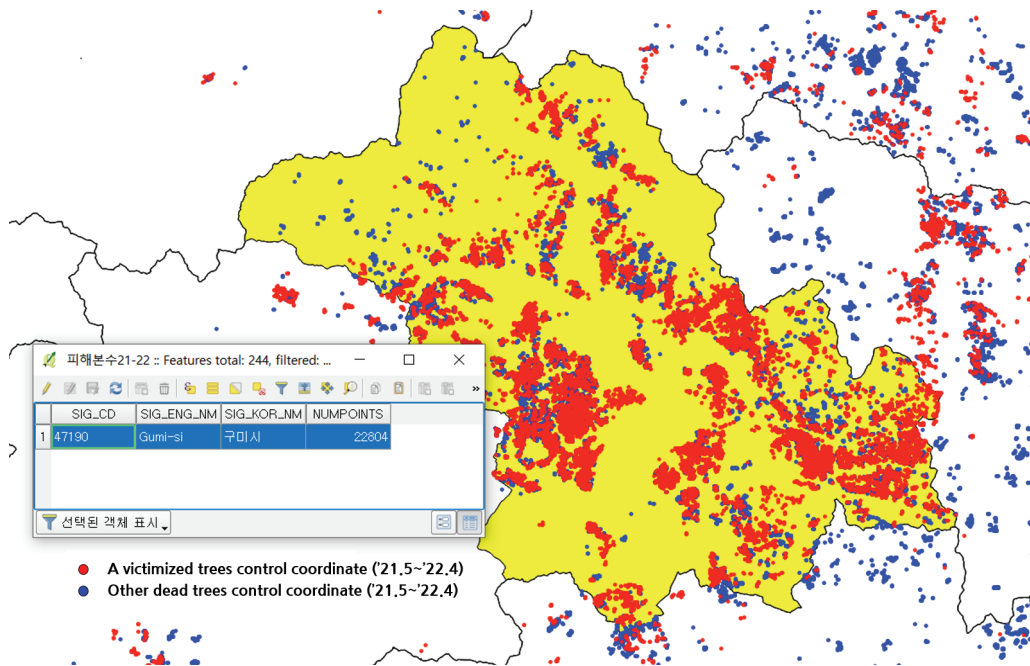 피해본수21-22 :: Features total: 244, filtered: ...
»
SIG_CD SIG_ENG_NM SIG_KOR_NM NUMPOINTS
1 47190 Gumi-si 구미시 22804
선택된 객체 표시
A victimized trees control coordinate ('21.5~'22.4)
Other dead trees control coordinate ('21.5~'22.4)